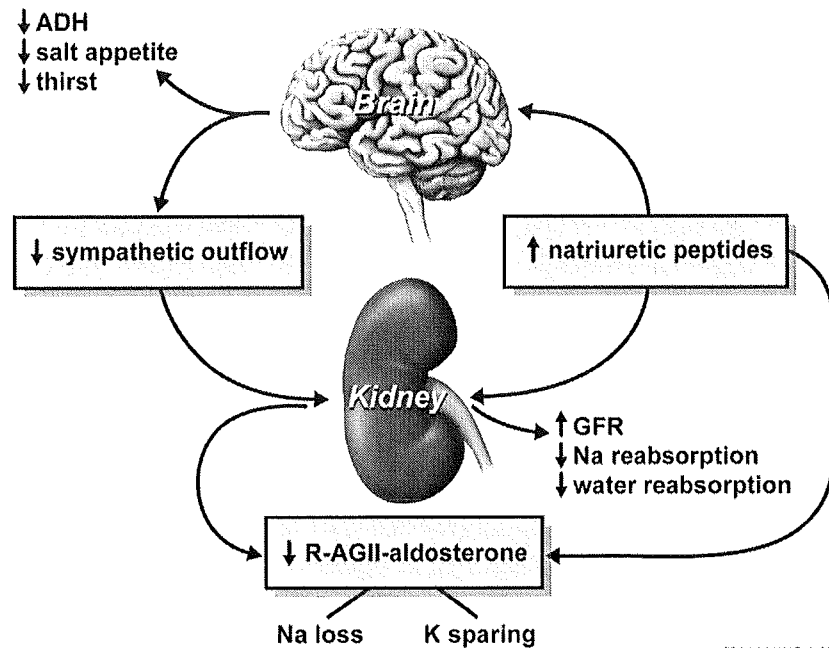 ↓ ADH
↓ salt appetite
↓ thirst
Brain
↓ sympathetic outflow
↑ natriuretic peptides
Kidney
↑ GFR
↓ Na reabsorption
↓ water reabsorption
↓ R-AGII-aldosterone
Na loss K sparing